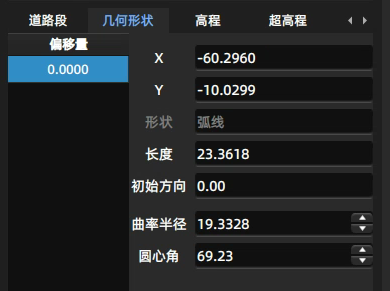 道路段 几何形状 高程 超高程
偏移量
0.0000
X -60.2960
Y -10.0299
形状 弧线
长度 23.3618
初始方向 0.00
曲率半径 19.3328
圆心角 69.23